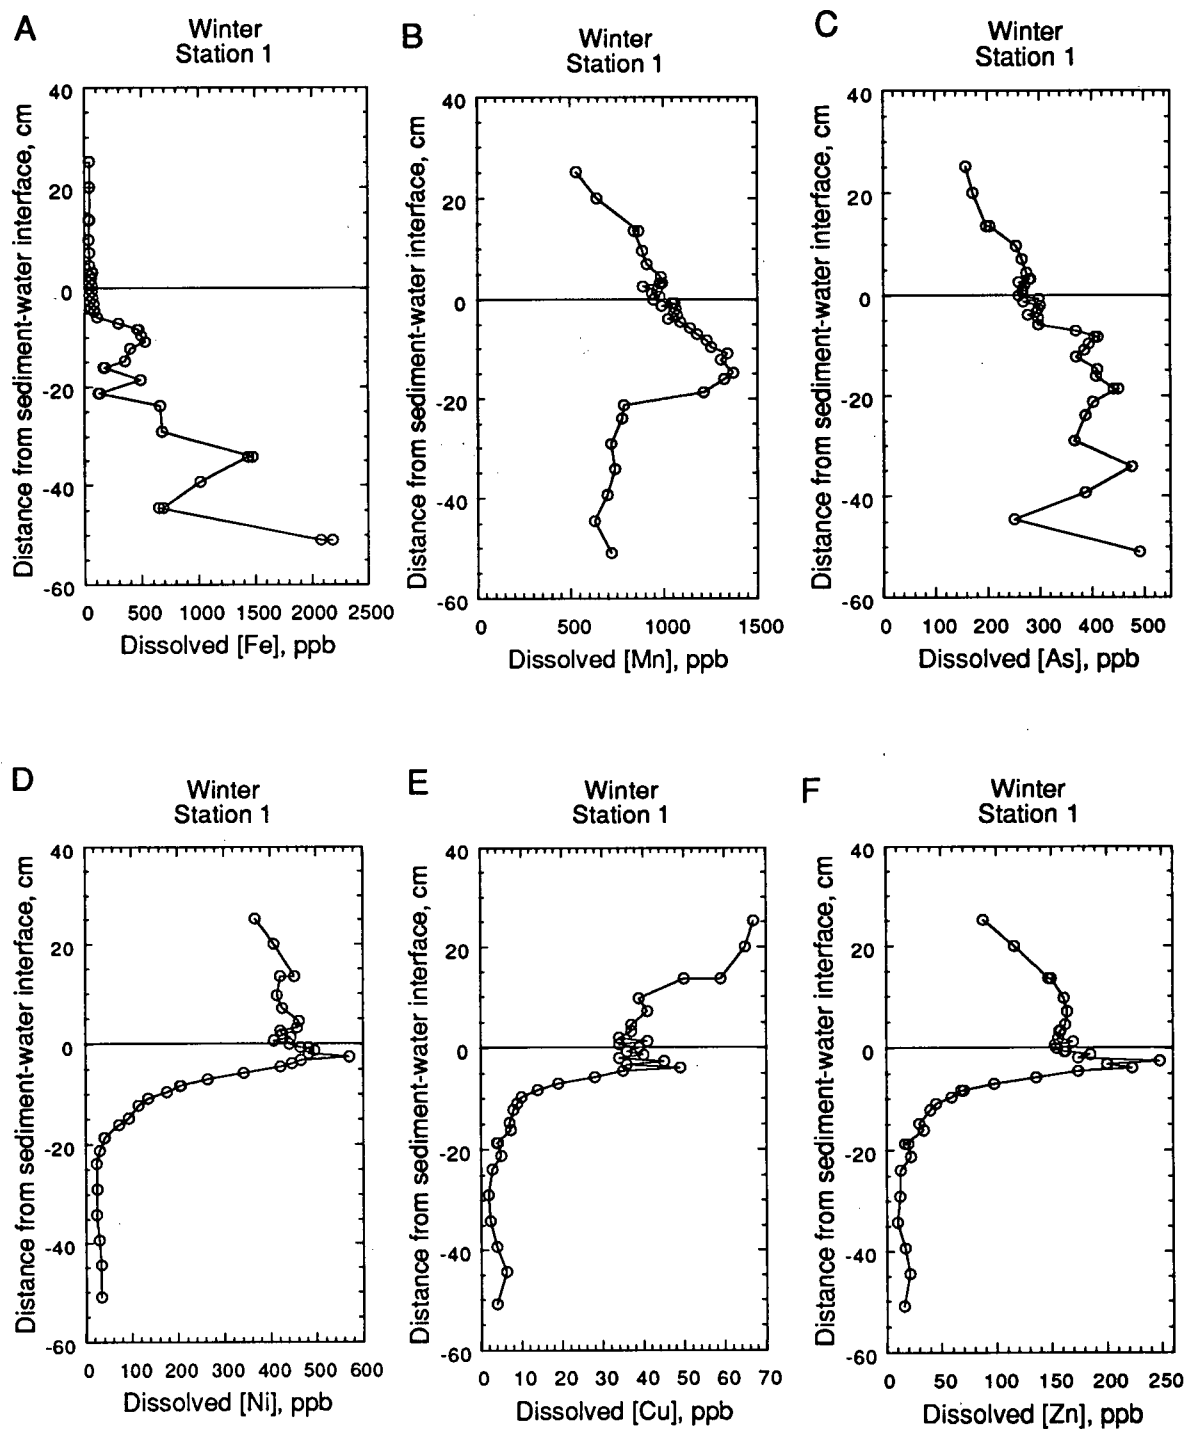 A
Winter
Station 1
Distance from sediment-water interface, cm
40
20
0
-20
-40
-60
0 500 1000 1500 2000 2500
Dissolved [Fe], ppb
B
Winter
Station 1
Distance from sediment-water interface, cm
40
20
0
-20
-40
-60
0 500 1000 1500
Dissolved [Mn], ppb
C
Winter
Station 1
Distance from sediment-water interface, cm
40
20
0
-20
-40
-60
0 100 200 300 400 500
Dissolved [As], ppb
D
Winter
Station 1
Distance from sediment-water interface, cm
40
20
0
-20
-40
-60
0 100 200 300 400 500 600
Dissolved [Ni], ppb
E
Winter
Station 1
Distance from sediment-water interface, cm
40
20
0
-20
-40
-60
0 10 20 30 40 50 60 70
Dissolved [Cu], ppb
F
Winter
Station 1
Distance from sediment-water interface, cm
40
20
0
-20
-40
-60
0 50 100 150 200 250
Dissolved [Zn], ppb